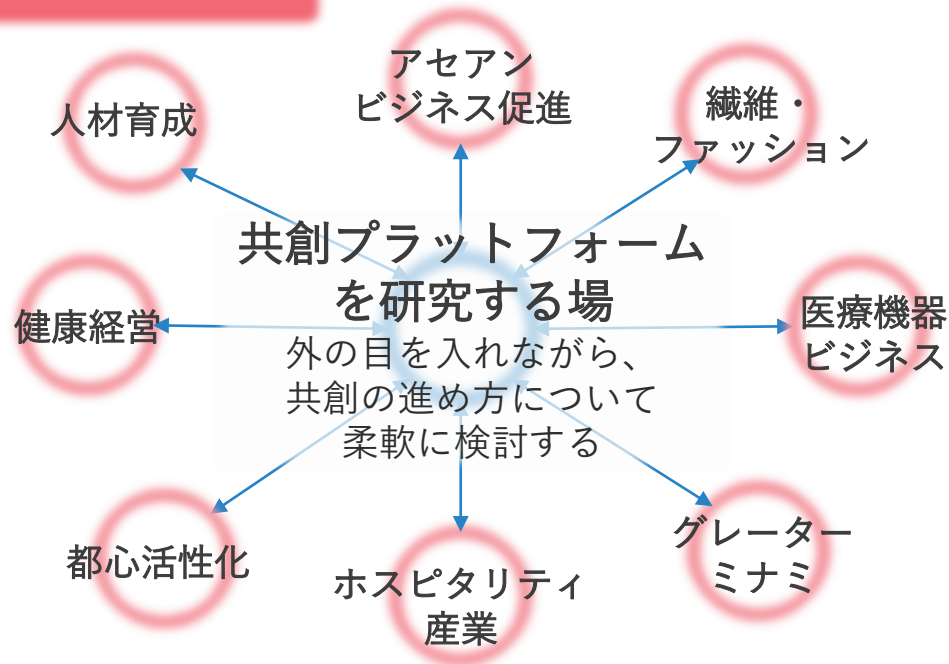 アセアン
ビジネス促進
人材育成
繊維・
ファッション
共創プラットフォーム
を研究する場
外の目を入れながら、
共創の進め方について
柔軟に検討する
健康経営
医療機器
ビジネス
都心活性化
ホスピタリティ
産業
グレーター
ミナミ